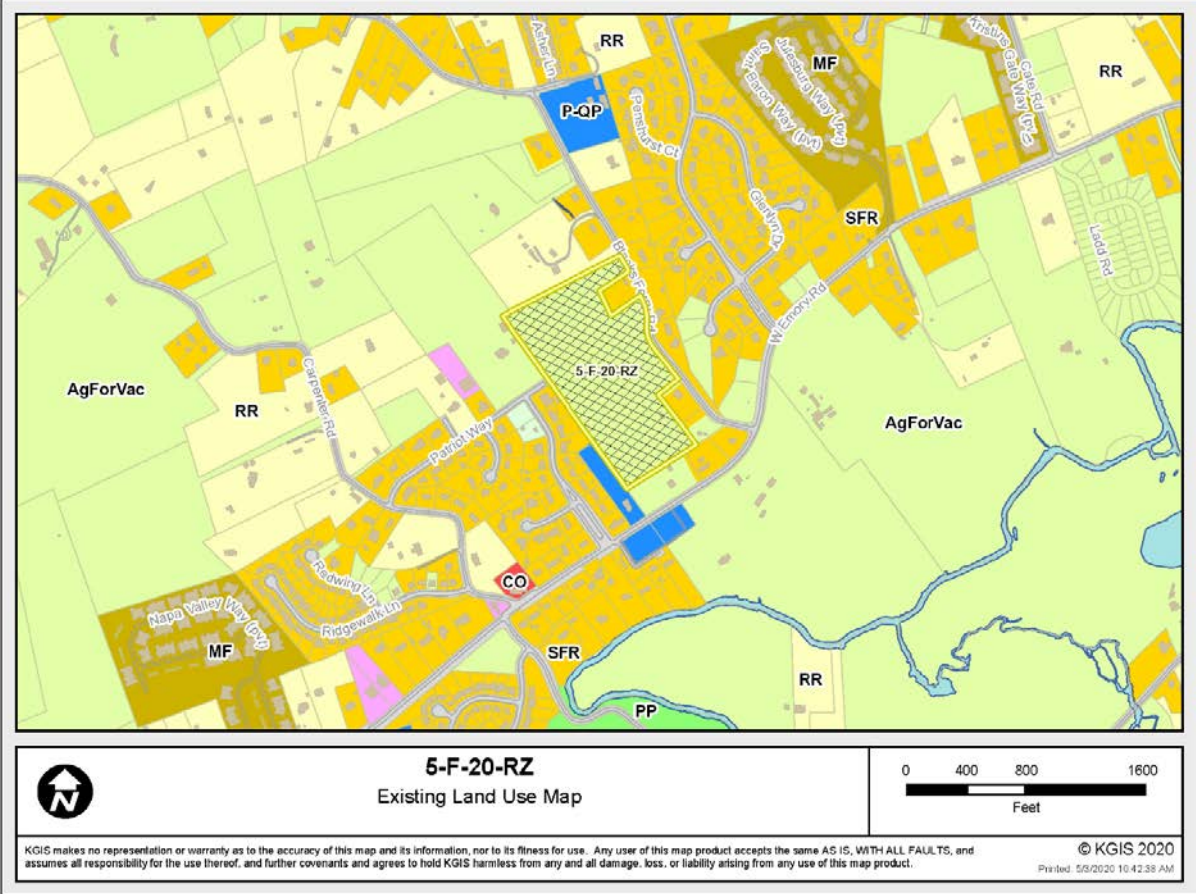 RR
Asher Ln
MF
Saint
Baron Way (pvt)
Julesburg Way (pvt)
Kristins Gate Way (pvt)
Cate Rd
RR
P-QP
Penshurst Ct
Glenlyn Dr
SFR
Ladd Rd
W Emory Rd
5-F-20-RZ
AgForVac
RR
Carpenter Rd
Patriot Way
AgForVac
CO
Redwing Ln
Ridgewalk Ln
Napa Valley Way (pvt)
MF
SFR
RR
PP
N
5-F-20-RZ
Existing Land Use Map
0 400 800 1600
Feet
KGIS makes no representation or warranty as to the accuracy of this map and its information, nor to its fitness for use. Any user of this map product accepts the same AS IS, WITH ALL FAULTS, and
assumes all responsibility for the use thereof, and further covenants and agrees to hold KGIS harmless from any and all damage, loss, or liability arising from any use of this map product.
© KGIS 2020
Printed: 5/3/2020 10:42:38 AM